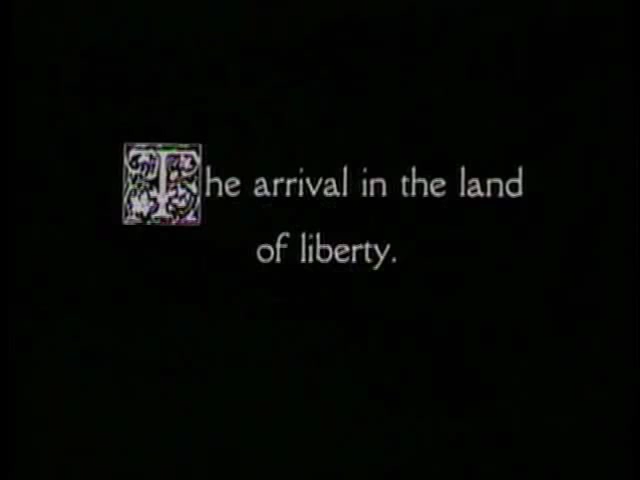 The arrival in the land
of liberty.